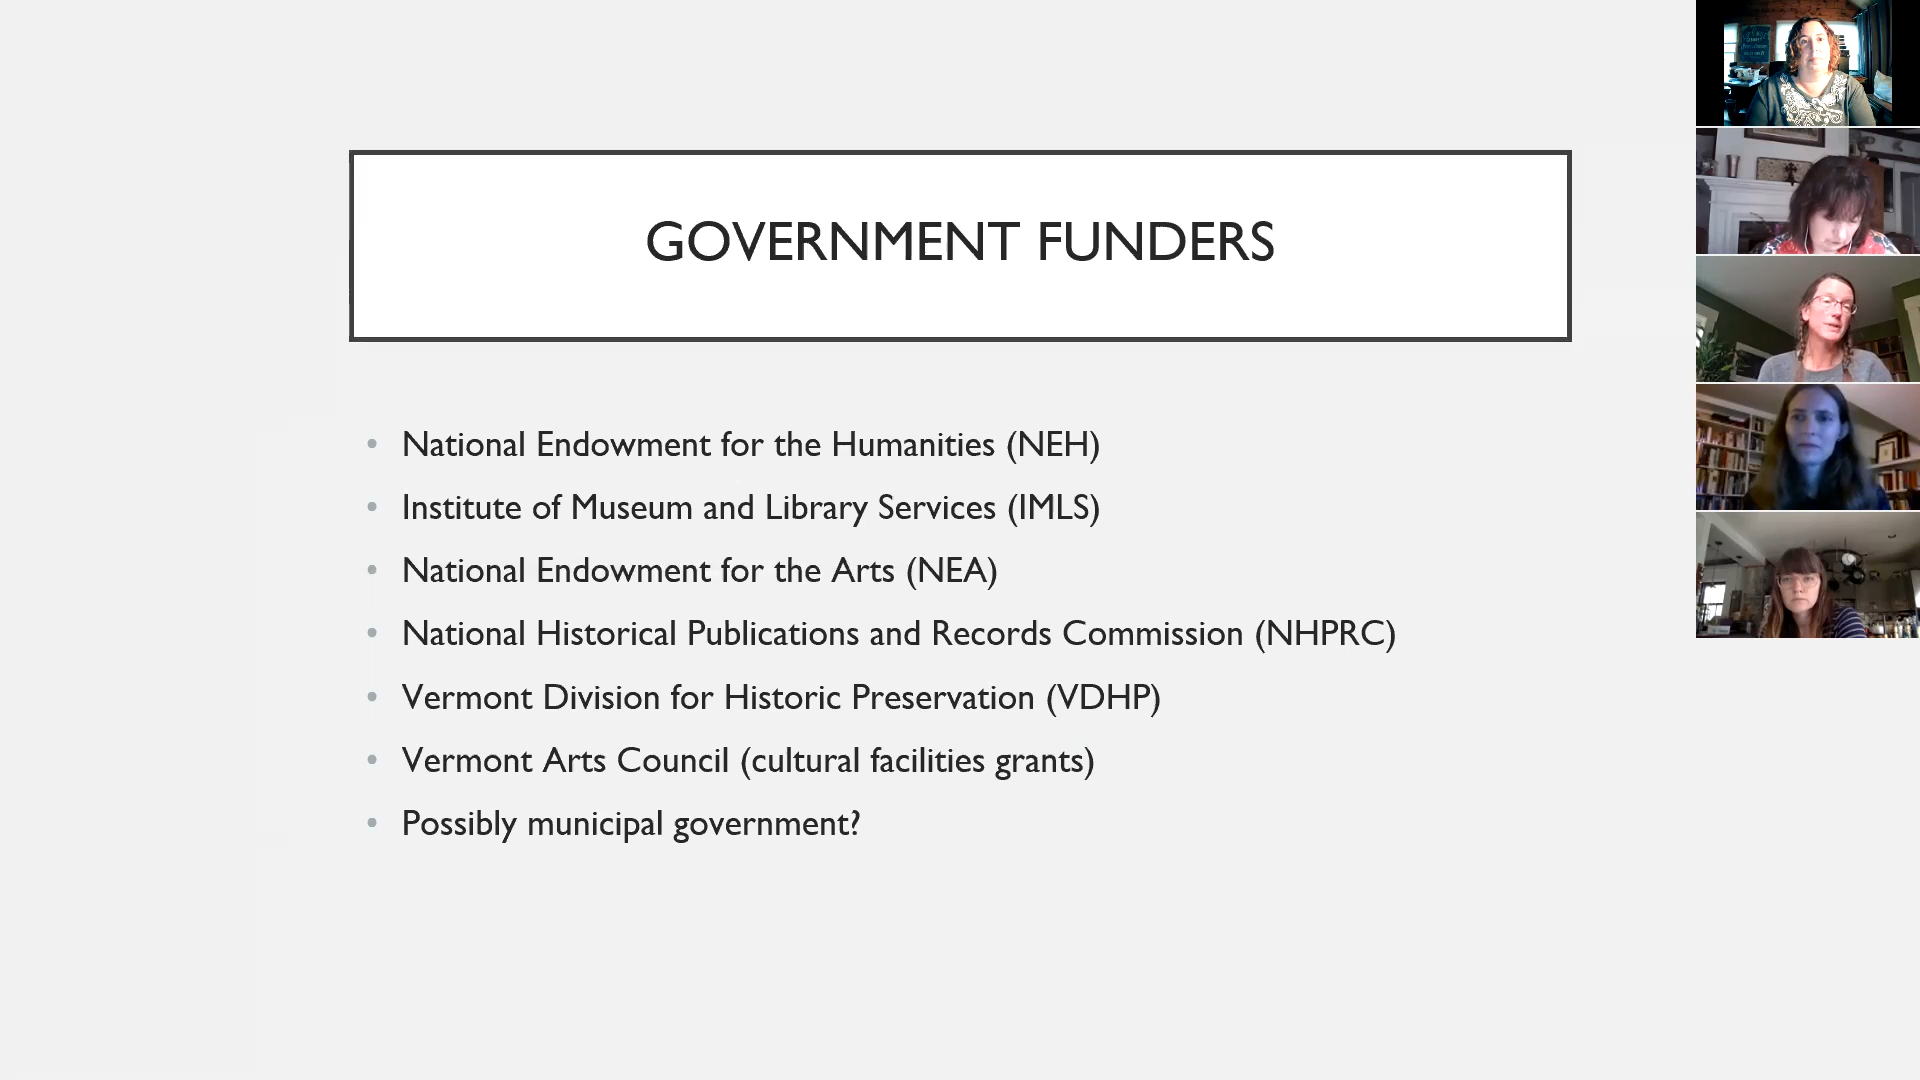 GOVERNMENT FUNDERS
National Endowment for the Humanities (NEH)
Institute of Museum and Library Services (IMLS)
National Endowment for the Arts (NEA)
National Historical Publications and Records Commission (NHPRC)
Vermont Division for Historic Preservation (VDHP)
Vermont Arts Council (cultural facilities grants)
Possibly municipal government?